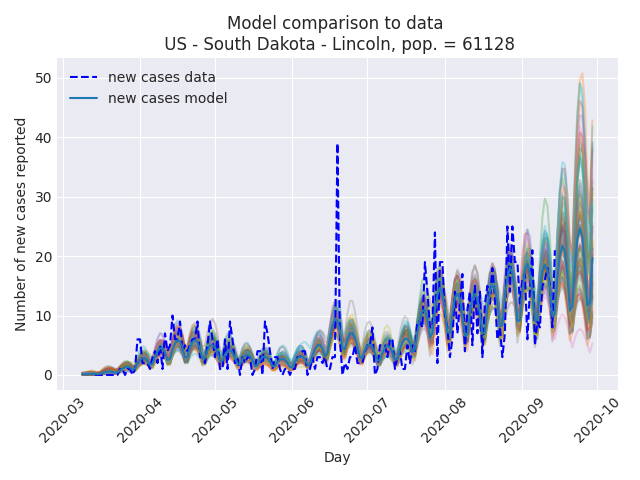 Model comparison to data
US - South Dakota - Lincoln, pop. = 61128
new cases data
new cases model
Number of new cases reported
50
40
30
20
10
0
2020-03
2020-04
2020-05
2020-06
2020-07
2020-08
2020-09
2020-10
Day